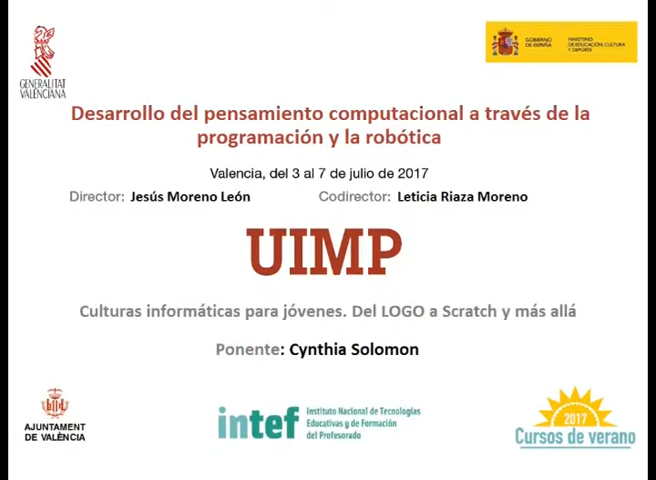 GENERALITAT
VALENCIANA
GOBIERNO
DE ESPAÑA
MINISTERIO
DE EDUCACIÓN, CULTURA
Y DEPORTE
Desarrollo del pensamiento computacional a través de la
programación y la robótica
Valencia, del 3 al 7 de julio de 2017
Director: Jesús Moreno León Codirector: Leticia Riaza Moreno
UIMP
Culturas informáticas para jóvenes. Del LOGO a Scratch y más allá
Ponente: Cynthia Solomon
AJUNTAMENT
DE VALÈNCIA
intef
Instituto Nacional de Tecnologías
Educativas y de Formación
del Profesorado
2017
Cursos de verano